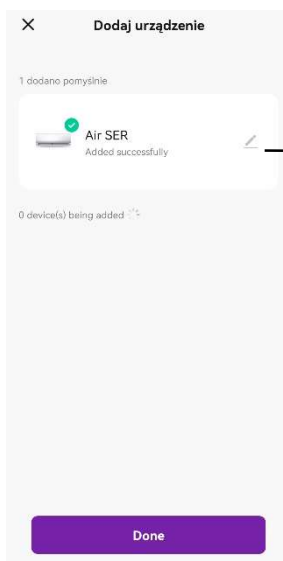 Dodaj urządzenie
1 dodano pomyślnie
Air SER
Added successfully
0 device(s) being added
Done